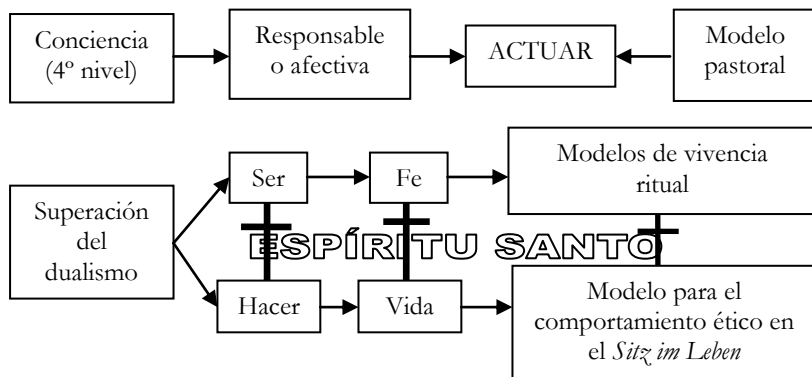 Conciencia
(4º nivel)
Responsable
o afectiva
ACTUAR
Modelo
pastoral
Superación
del
dualismo
Ser
Fe
Modelos de vivencia
ritual
ESPÍRITU SANTO
Hacer
Vida
Modelo para el
comportamiento ético en
el Sitz im Leben